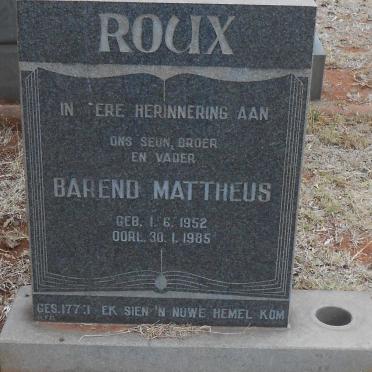 ROUX
IN ERE HERINNERING AAN
ONS SEUN, BROER
EN VADER
BAREND MATTHEUS
GEB. 1. 6. 1952
OORL. 30. 1. 1985
EK SIEN 'N NUWE HEMEL KOM